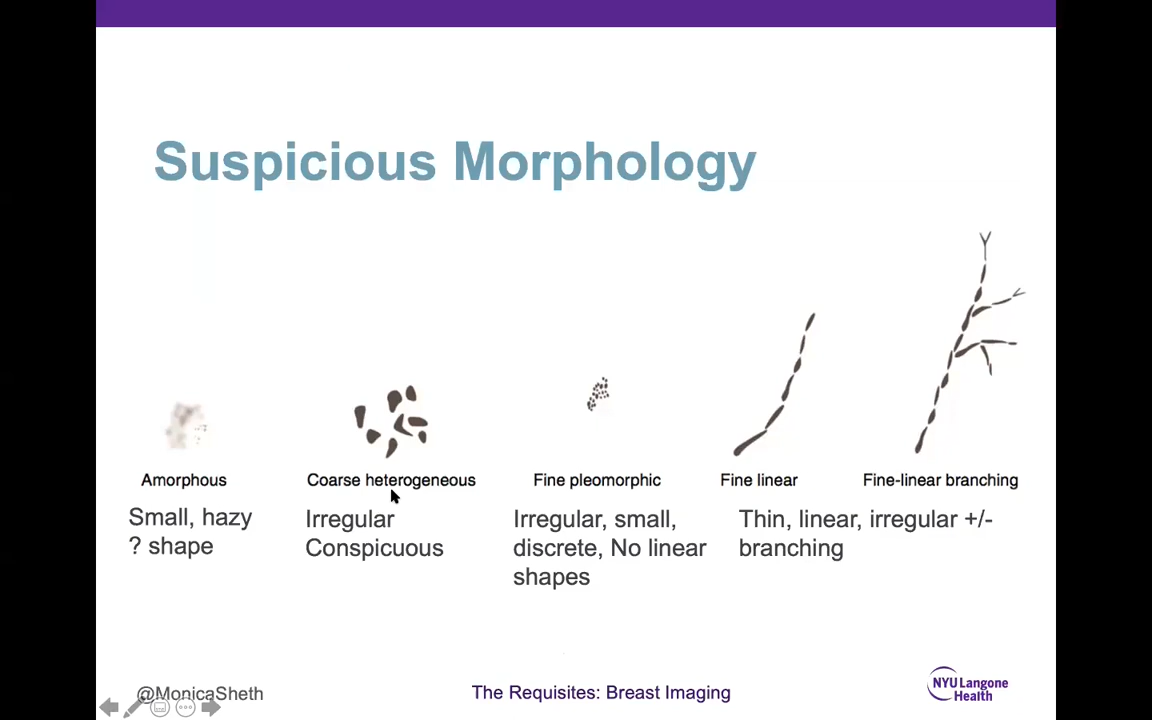 Suspicious Morphology
Amorphous
Coarse heterogeneous
Fine pleomorphic
Fine linear
Fine-linear branching
Small, hazy
? shape
Irregular
Conspicuous
Irregular, small,
discrete, No linear
shapes
Thin, linear, irregular +/-
branching
@MonicaSheth
The Requisites: Breast Imaging
NYU Langone
Health